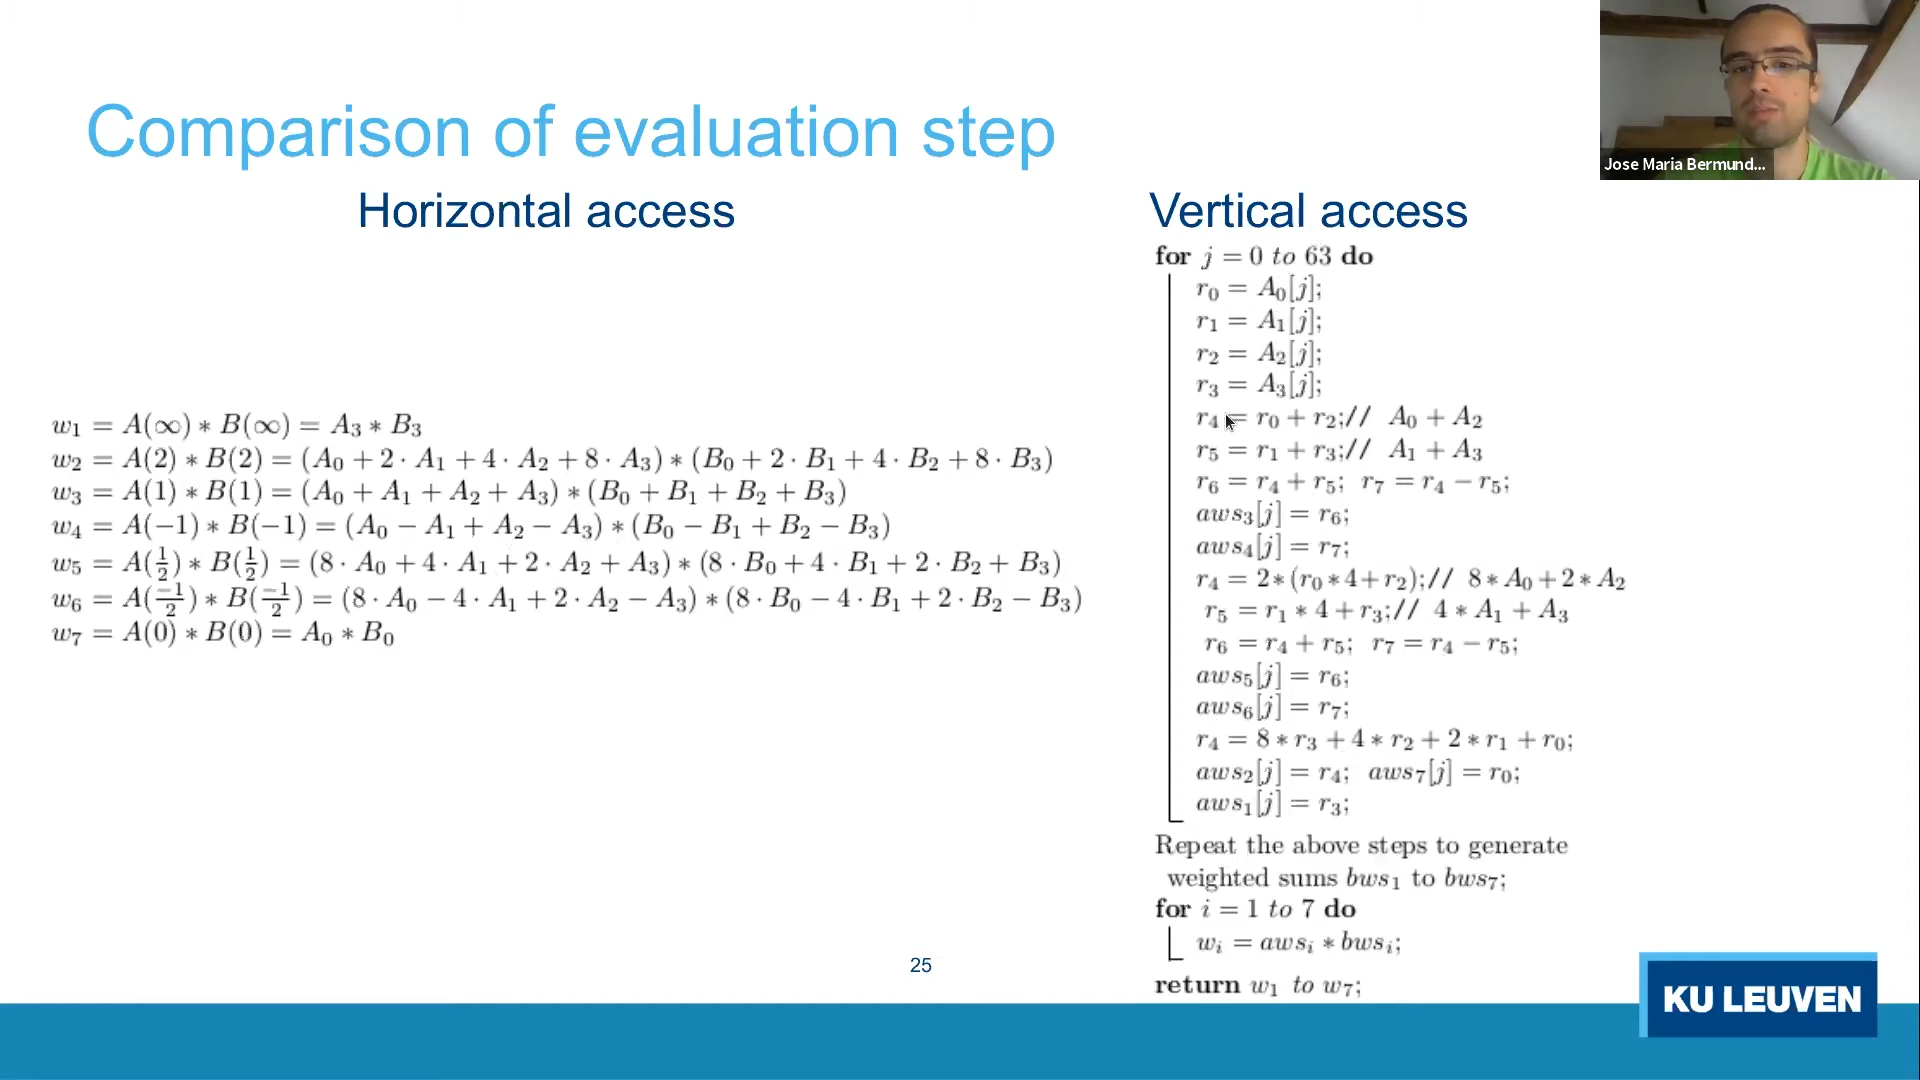 Jose Maria Bermund...
Comparison of evaluation step
Horizontal access
w₁ = A(∞) * B(∞) = A₃ * B₃
w₂ = A(2) * B(2) = (A₀ + 2 · A₁ + 4 · A₂ + 8 · A₃) * (B₀ + 2 · B₁ + 4 · B₂ + 8 · B₃)
w₃ = A(1) * B(1) = (A₀ + A₁ + A₂ + A₃) * (B₀ + B₁ + B₂ + B₃)
w₄ = A(−1) * B(−1) = (A₀ − A₁ + A₂ − A₃) * (B₀ − B₁ + B₂ − B₃)
w₅ = A(1/2) * B(1/2) = (8 · A₀ + 4 · A₁ + 2 · A₂ + A₃) * (8 · B₀ + 4 · B₁ + 2 · B₂ + B₃)
w₆ = A(−1/2) * B(−1/2) = (8 · A₀ − 4 · A₁ + 2 · A₂ − A₃) * (8 · B₀ − 4 · B₁ + 2 · B₂ − B₃)
w₇ = A(0) * B(0) = A₀ * B₀
Vertical access
for j = 0 to 63 do
r₀ = A₀[j];
r₁ = A₁[j];
r₂ = A₂[j];
r₃ = A₃[j];
r₄ = r₀ + r₂;// A₀ + A₂
r₅ = r₁ + r₃;// A₁ + A₃
r₆ = r₄ + r₅; r₇ = r₄ − r₅;
aws₃[j] = r₆;
aws₄[j] = r₇;
r₄ = 2*(r₀*4+r₂);// 8*A₀+2*A₂
r₅ = r₁ * 4 + r₃;// 4 * A₁ + A₃
r₆ = r₄ + r₅; r₇ = r₄ − r₅;
aws₅[j] = r₆;
aws₆[j] = r₇;
r₄ = 8 * r₃ + 4 * r₂ + 2 * r₁ + r₀;
aws₂[j] = r₄; aws₇[j] = r₀;
aws₁[j] = r₃;
Repeat the above steps to generate
weighted sums bws₁ to bws₇;
for i = 1 to 7 do
wᵢ = awsᵢ * bwsᵢ;
return w₁ to w₇;
25
KU LEUVEN